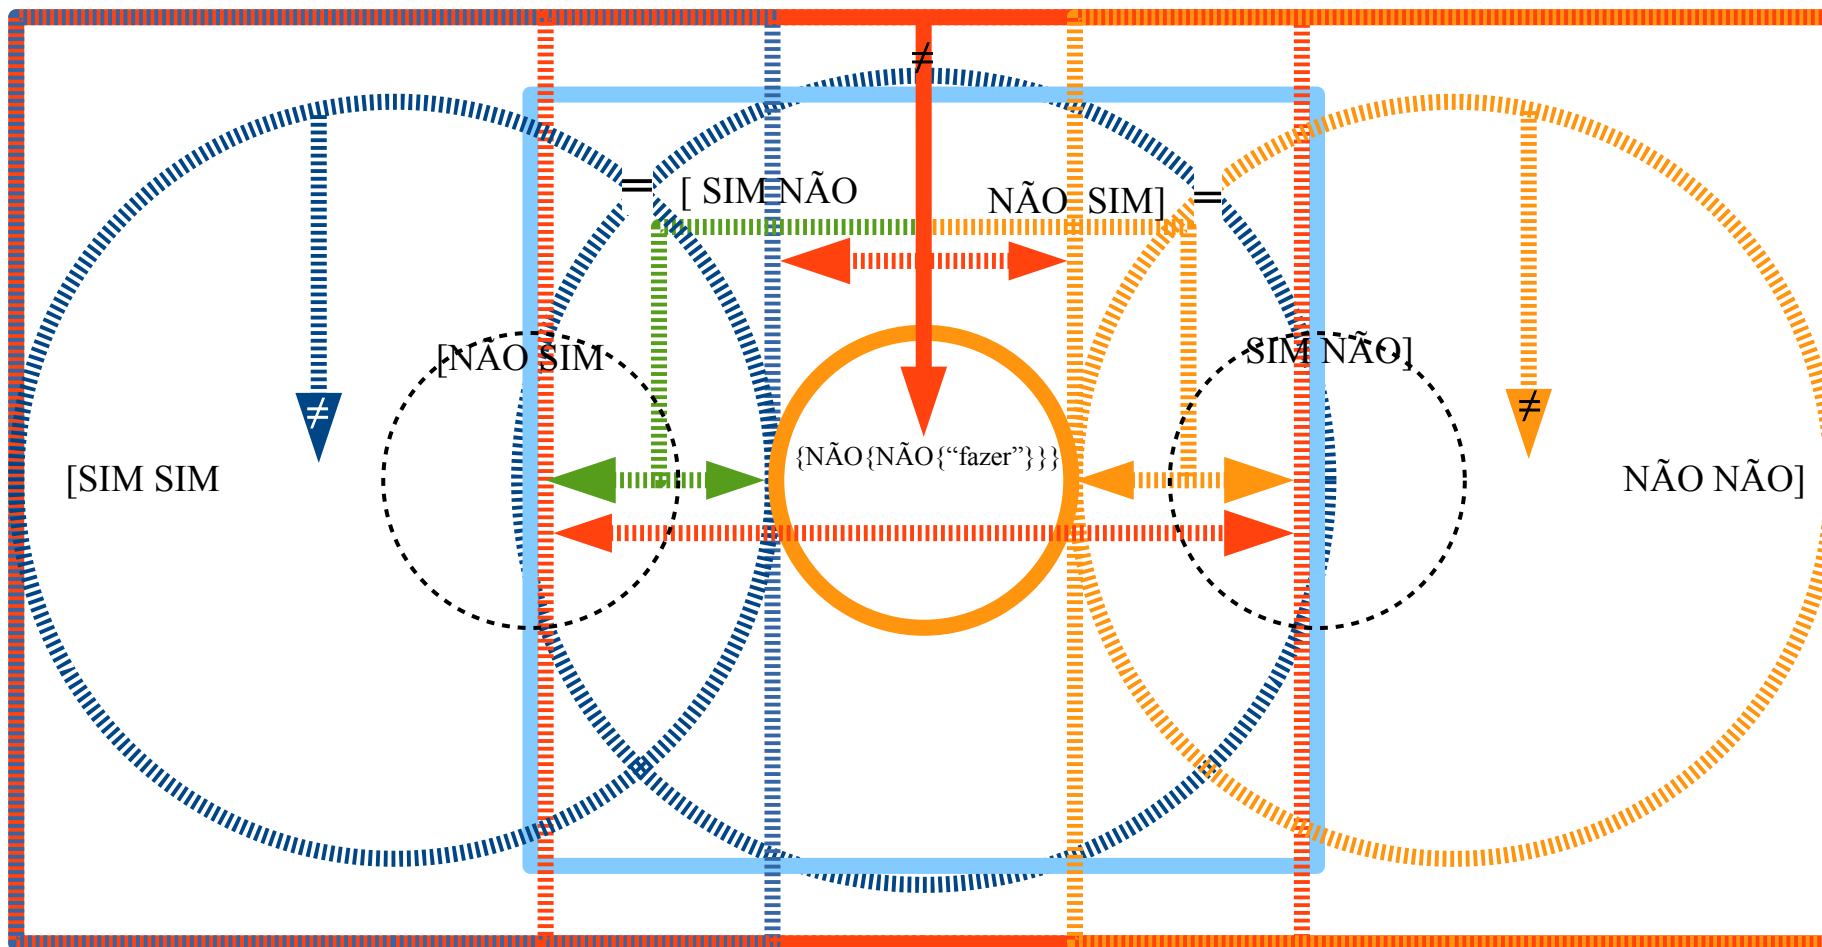 ≠
= [ SIM NÃO
NÃO SIM] =
[NÃO SIM
SIM NÃO]
≠
≠
{NÃO{NÃO{“fazer”}}}
[SIM SIM
NÃO NÃO]